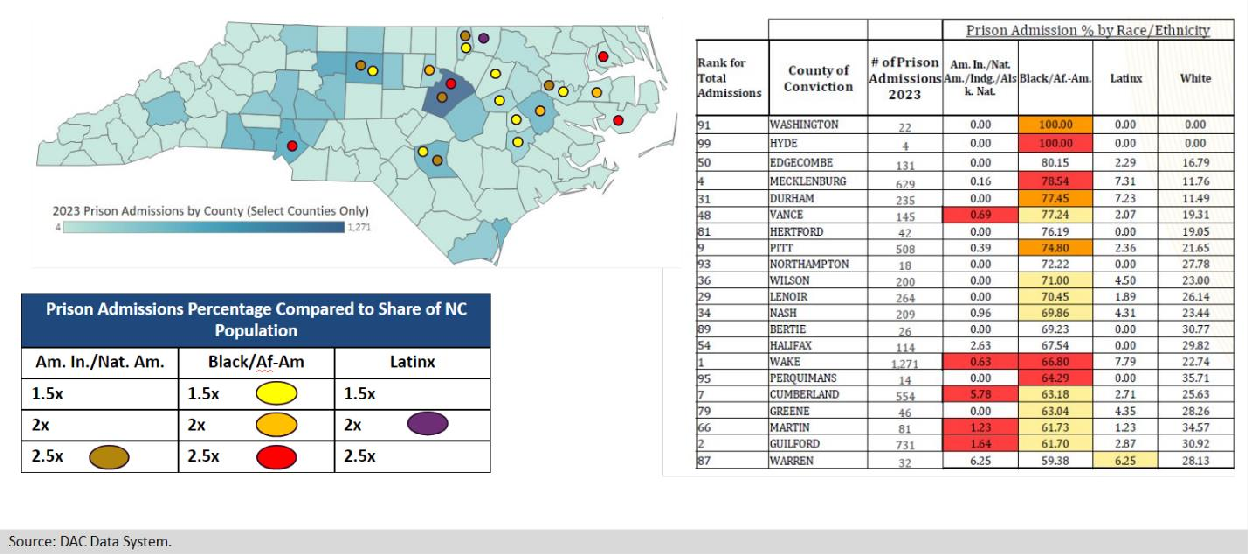 2023 Prison Admissions by County (Select Counties Only)
4 1,271
Prison Admissions Percentage Compared to Share of NC
Population
Am. In./Nat. Am. Black/Af-Am Latinx
1.5x 1.5x 1.5x
2x 2x 2x
2.5x 2.5x 2.5x
Prison Admission % by Race/Ethnicity
Rank for
Total
Admissions
County of
Conviction
# of Prison
Admissions
2023
Am. In./Nat.
Am./Indg./Als
k. Nat.
Black/Af.-Am.
Latinx
White
91 WASHINGTON 22 0.00 100.00 0.00 0.00
99 HYDE 4 0.00 100.00 0.00 0.00
50 EDGECOMBE 131 0.00 80.15 2.29 16.79
4 MECKLENBURG 629 0.16 78.54 7.31 11.76
31 DURHAM 235 0.00 77.45 7.23 11.49
48 VANCE 145 0.69 77.24 2.07 19.31
81 HERTFORD 42 0.00 76.19 0.00 19.05
9 PITT 508 0.39 74.80 2.36 21.65
93 NORTHAMPTON 18 0.00 72.22 0.00 27.78
36 WILSON 200 0.00 71.00 4.50 23.00
29 LENOIR 264 0.00 70.45 1.89 26.14
34 NASH 209 0.96 69.86 4.31 23.44
89 BERTIE 26 0.00 69.23 0.00 30.77
54 HALIFAX 114 2.63 67.54 0.00 29.82
1 WAKE 1,271 0.63 66.80 7.79 22.74
95 PERQUIMANS 14 0.00 64.29 0.00 35.71
7 CUMBERLAND 554 5.78 63.18 2.71 25.63
79 GREENE 46 0.00 63.04 4.35 28.26
66 MARTIN 81 1.23 61.73 1.23 34.57
2 GUILFORD 731 1.64 61.70 2.87 30.92
87 WARREN 32 6.25 59.38 6.25 28.13
Source: DAC Data System.